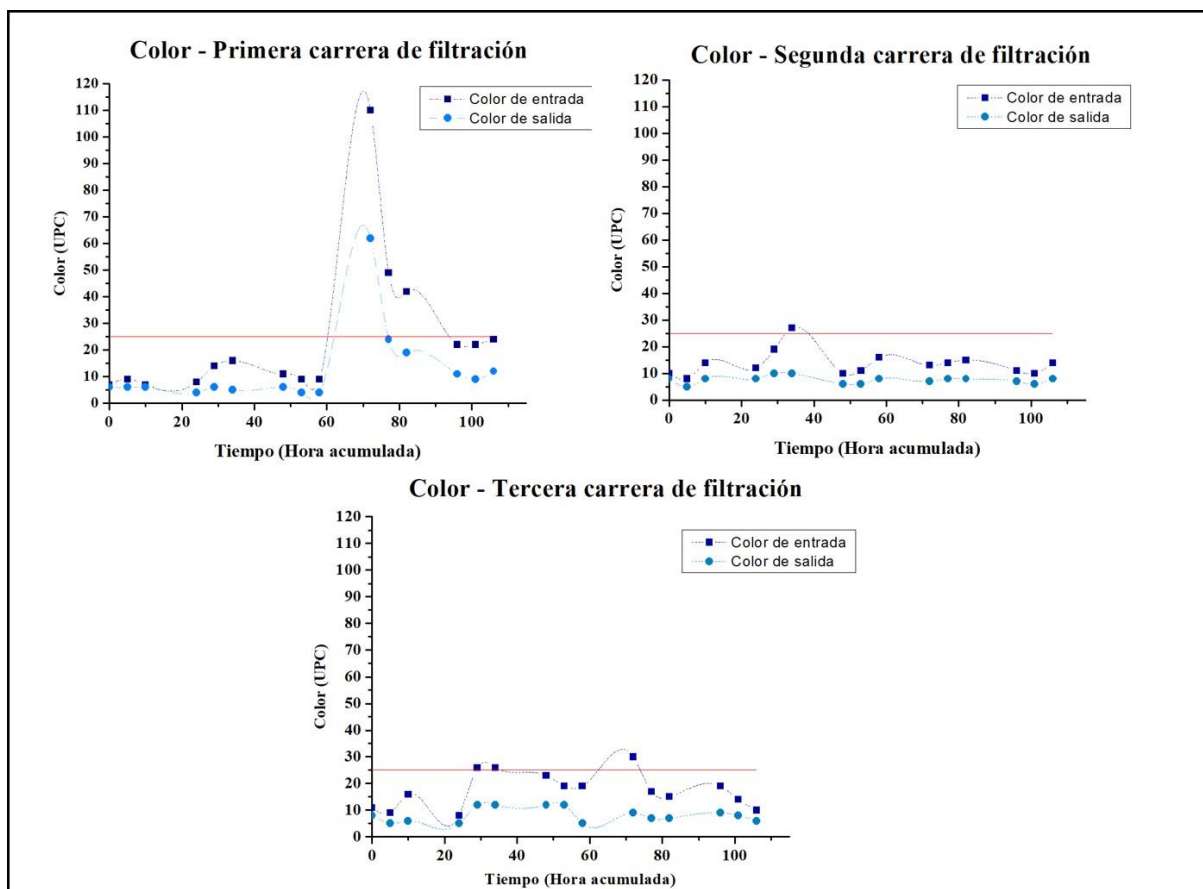 Color - Primera carrera de filtración
120
110
100
90
80
70
60
50
40
30
20
10
0
Color (UPC)
Color de entrada
Color de salida
0 20 40 60 80 100
Tiempo (Hora acumulada)
Color - Segunda carrera de filtración
120
110
100
90
80
70
60
50
40
30
20
10
0
Color (UPC)
Color de entrada
Color de salida
0 20 40 60 80 100
Tiempo (Hora acumulada)
Color - Tercera carrera de filtración
120
110
100
90
80
70
60
50
40
30
20
10
0
Color (UPC)
Color de entrada
Color de salida
0 20 40 60 80 100
Tiempo (Hora acumulada)